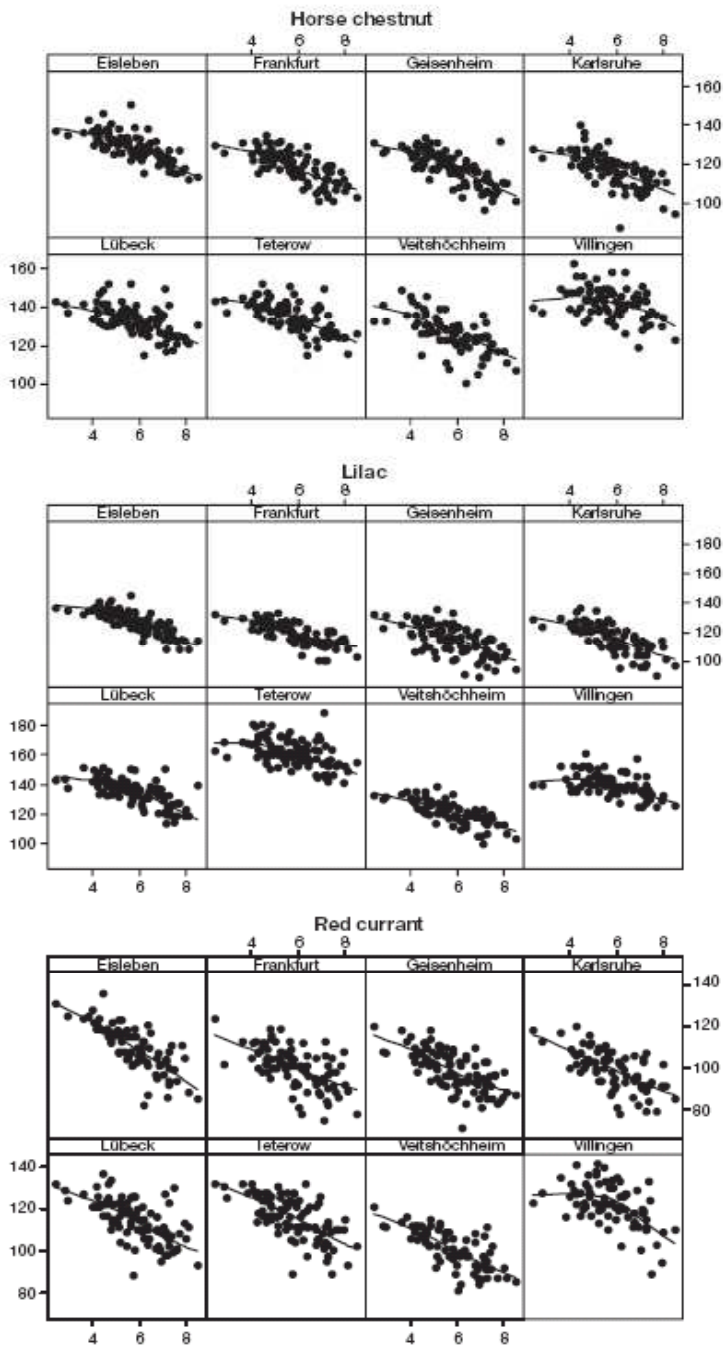 Horse chestnut
4 6 8
Eisleben Frankfurt Geisenheim Karlsruhe
160
140
120
100
Lübeck Teterow Veitshöchheim Villingen
160
140
120
100
4 6 8 4 6 8
Lilac
4 6 8 4 6 8
Eisleben Frankfurt Geisenheim Karlsruhe
180
160
140
120
100
Lübeck Teterow Veitshöchheim Villingen
180
160
140
120
100
4 6 8 4 6 8
Red currant
4 6 8 4 6 8
Eisleben Frankfurt Geisenheim Karlsruhe
140
120
100
80
Lübeck Teterow Veitshöchheim Villingen
140
120
100
80
4 6 8 4 6 8